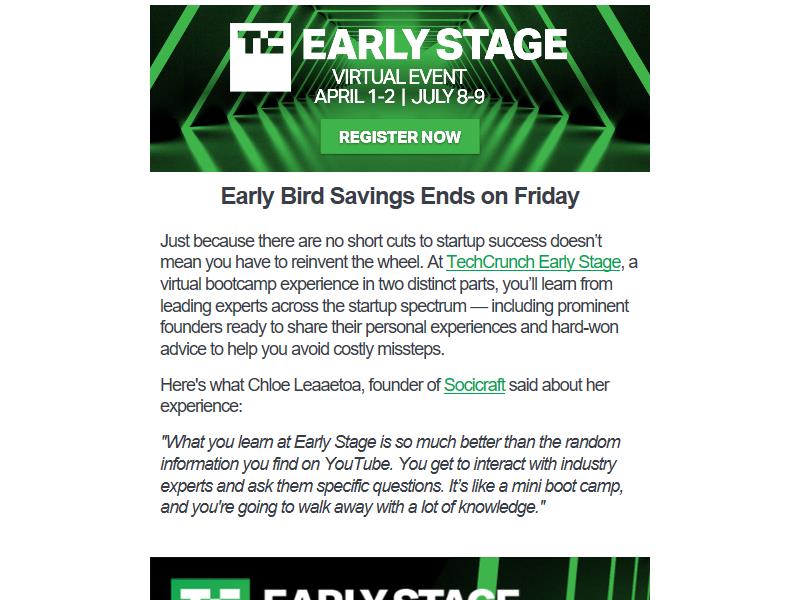 TC EARLY STAGE
VIRTUAL EVENT
APRIL 1-2 | JULY 8-9
REGISTER NOW
Early Bird Savings Ends on Friday
Just because there are no short cuts to startup success doesn’t
mean you have to reinvent the wheel. At TechCrunch Early Stage, a
virtual bootcamp experience in two distinct parts, you’ll learn from
leading experts across the startup spectrum — including prominent
founders ready to share their personal experiences and hard-won
advice to help you avoid costly missteps.
Here's what Chloe Leaaetoa, founder of Socicraft said about her
experience:
"What you learn at Early Stage is so much better than the random
information you find on YouTube. You get to interact with industry
experts and ask them specific questions. It’s like a mini boot camp,
and you're going to walk away with a lot of knowledge."
TC EARLY STAGE